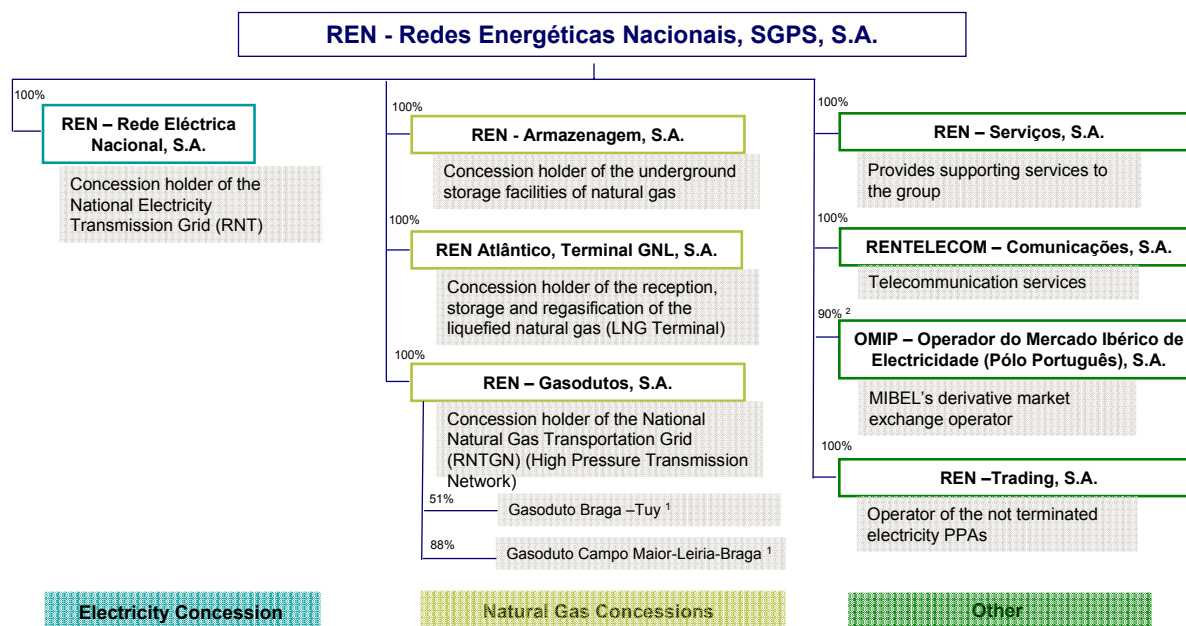 REN - Redes Energéticas Nacionais, SGPS, S.A.
100%
REN – Rede Eléctrica
Nacional, S.A.
Concession holder of the
National Electricity
Transmission Grid (RNT)
100%
REN - Armazenagem, S.A.
Concession holder of the underground
storage facilities of natural gas
100%
REN Atlântico, Terminal GNL, S.A.
Concession holder of the reception,
storage and regasification of the
liquefied natural gas (LNG Terminal)
100%
REN – Gasodutos, S.A.
Concession holder of the National
Natural Gas Transportation Grid
(RNTGN) (High Pressure Transmission
Network)
51%
Gasoduto Braga –Tuy ¹
88%
Gasoduto Campo Maior-Leiria-Braga ¹
100%
REN – Serviços, S.A.
Provides supporting services to
the group
100%
RENTELECOM – Comunicações, S.A.
Telecommunication services
90% ²
OMIP – Operador do Mercado Ibérico de
Electricidade (Pólo Português), S.A.
MIBEL’s derivative market
exchange operator
100%
REN –Trading, S.A.
Operator of the not terminated
electricity PPAs
Electricity Concession
Natural Gas Concessions
Other